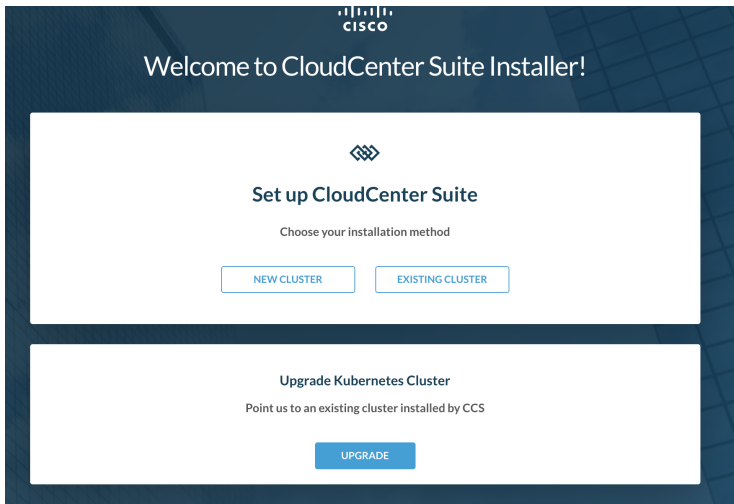 CISCO
Welcome to CloudCenter Suite Installer!
Set up CloudCenter Suite
Choose your installation method
NEW CLUSTER
EXISTING CLUSTER
Upgrade Kubernetes Cluster
Point us to an existing cluster installed by CCS
UPGRADE